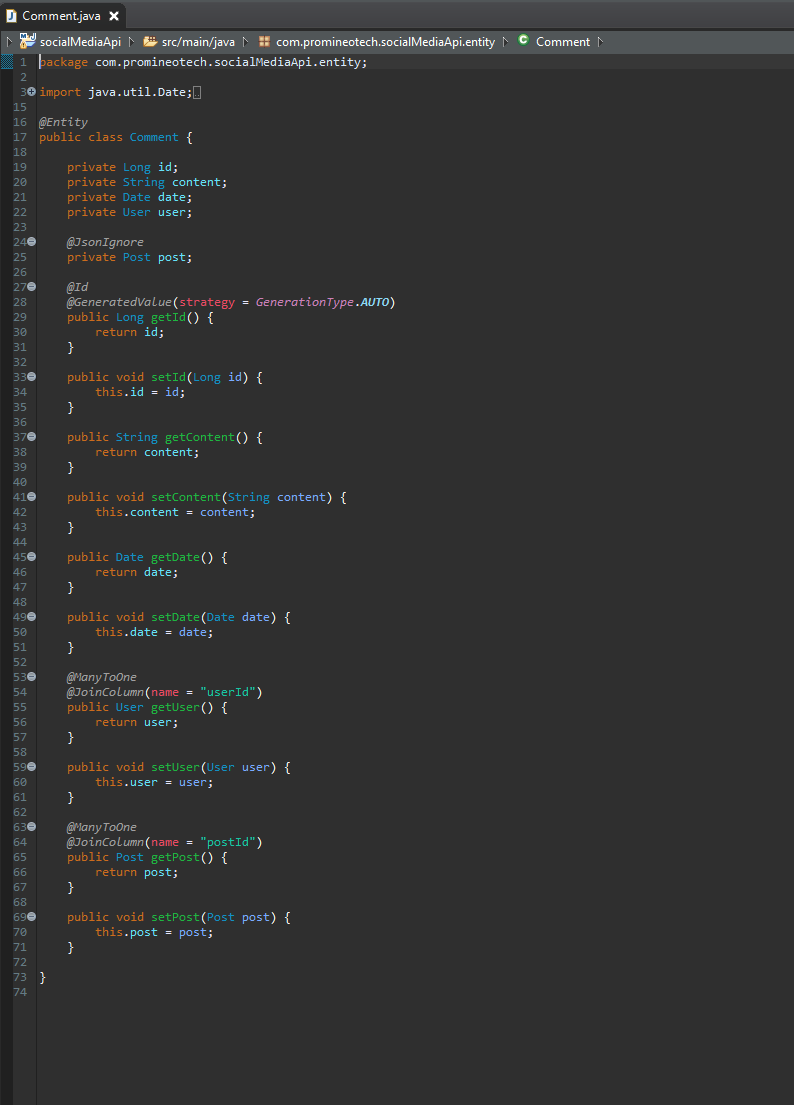 Comment.java
socialMediaApi src/main/java com.promineotech.socialMediaApi.entity Comment
1 package com.promineotech.socialMediaApi.entity;
2
3 import java.util.Date;
15
16 @Entity
17 public class Comment {
18
19     private Long id;
20     private String content;
21     private Date date;
22     private User user;
23
24     @JsonIgnore
25     private Post post;
26
27     @Id
28     @GeneratedValue(strategy = GenerationType.AUTO)
29     public Long getId() {
30         return id;
31     }
32
33     public void setId(Long id) {
34         this.id = id;
35     }
36
37     public String getContent() {
38         return content;
39     }
40
41     public void setContent(String content) {
42         this.content = content;
43     }
44
45     public Date getDate() {
46         return date;
47     }
48
49     public void setDate(Date date) {
50         this.date = date;
51     }
52
53     @ManyToOne
54     @JoinColumn(name = "userId")
55     public User getUser() {
56         return user;
57     }
58
59     public void setUser(User user) {
60         this.user = user;
61     }
62
63     @ManyToOne
64     @JoinColumn(name = "postId")
65     public Post getPost() {
66         return post;
67     }
68
69     public void setPost(Post post) {
70         this.post = post;
71     }
72
73 }
74